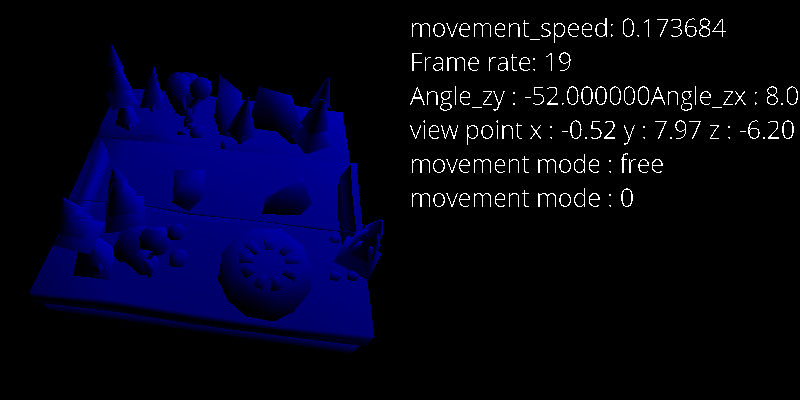 movement_speed: 0.173684
Frame rate: 19
Angle_zy : -52.000000Angle_zx : 8.0
view point x : -0.52 y : 7.97 z : -6.20
movement mode : free
movement mode : 0